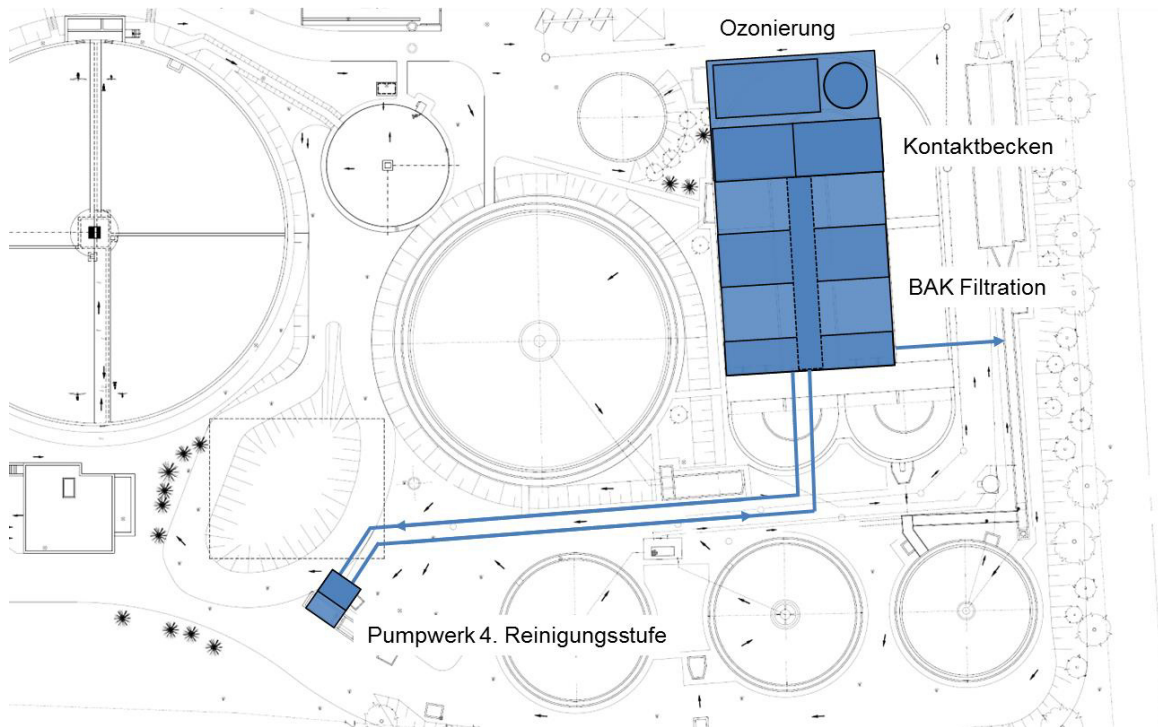 Ozonierung
Kontaktbecken
BAK Filtration
Pumpwerk 4. Reinigungsstufe